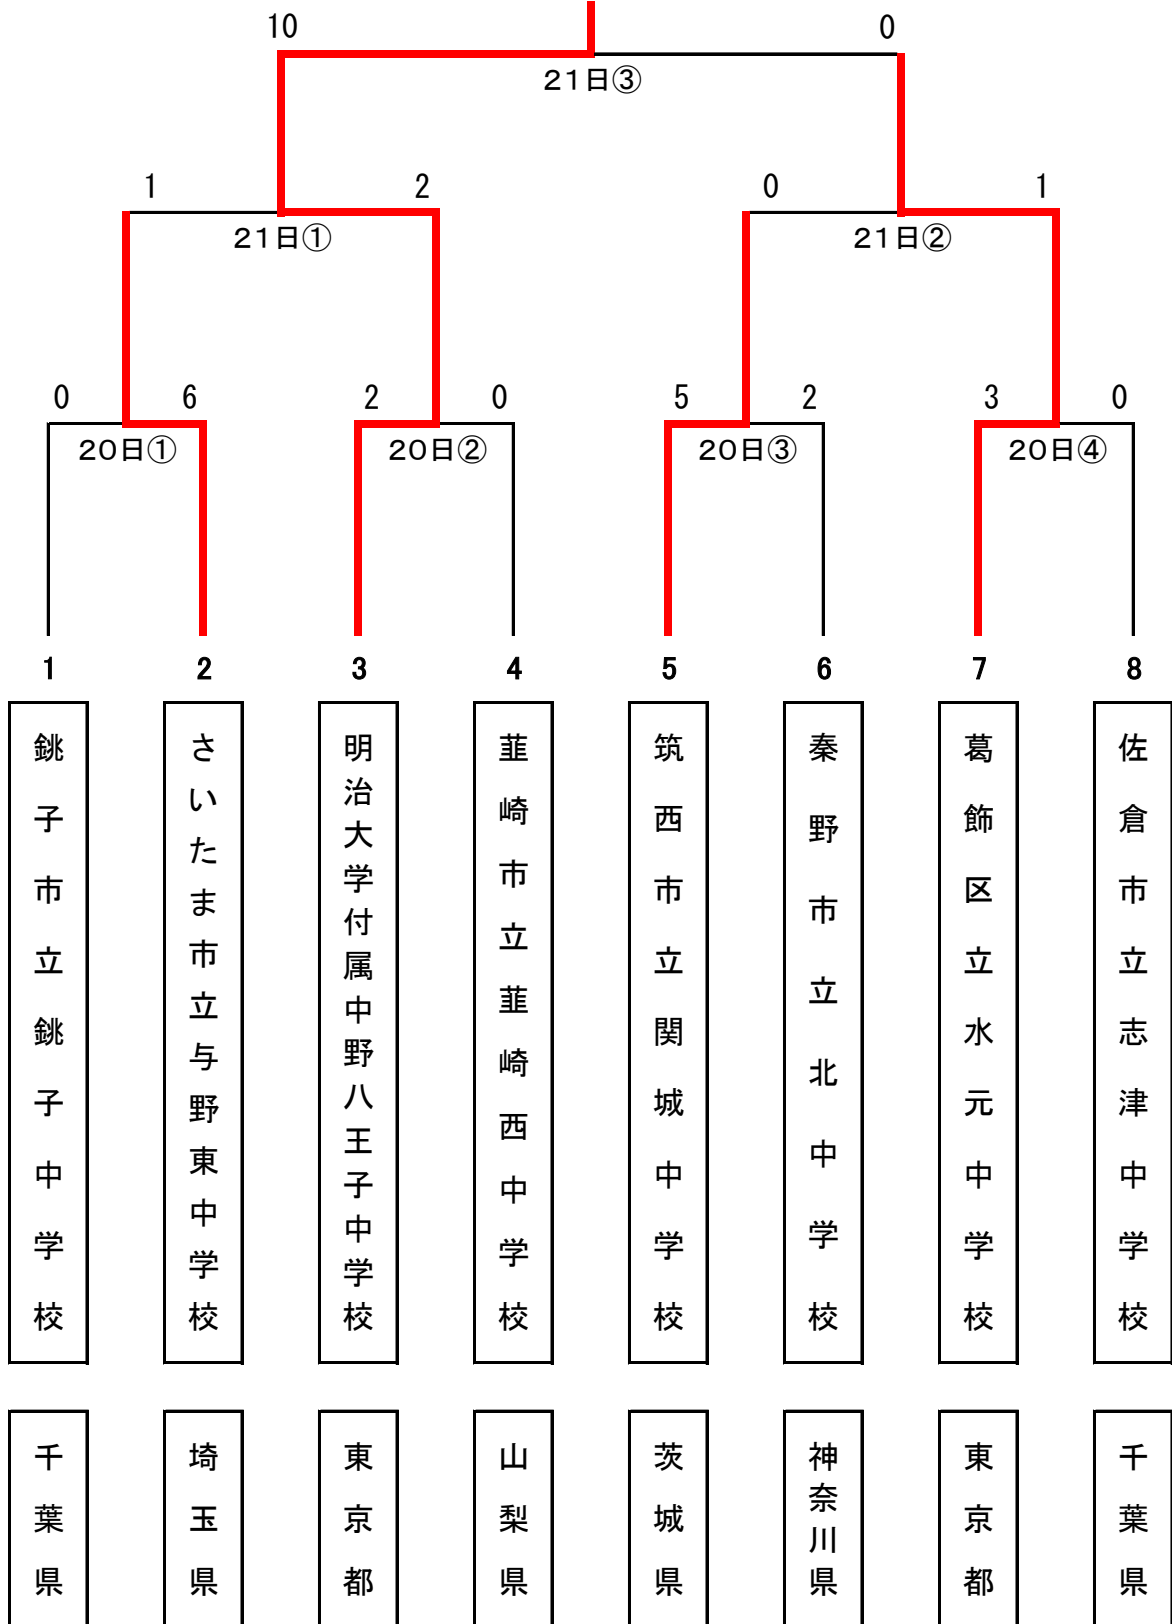 10 0
21日③
1 2 0 1
21日① 21日②
0 6 2 0 5 2 3 0
20日① 20日② 20日③ 20日④
1 2 3 4 5 6 7 8
銚子市立銚子中学校
さいたま市立与野東中学校
明治大学付属中野八王子中学校
韮崎市立韮崎西中学校
筑西市立関城中学校
秦野市立北中学校
葛飾区立水元中学校
佐倉市立志津中学校
千葉県
埼玉県
東京都
山梨県
茨城県
神奈川県
東京都
千葉県